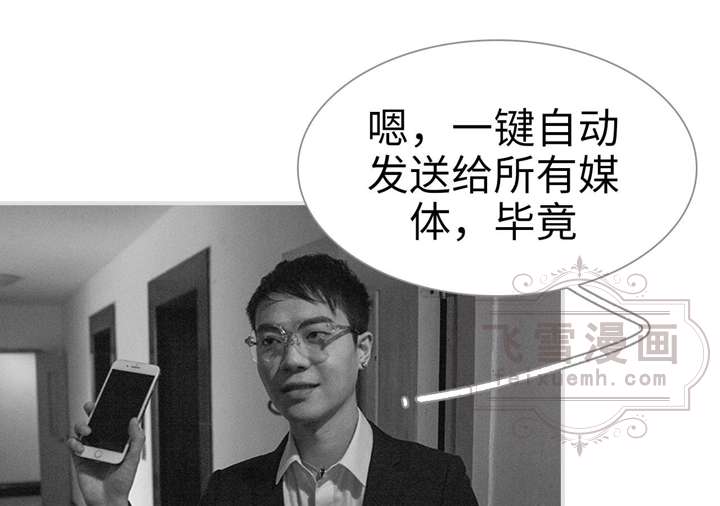 嗯，一键自动
发送给所有媒
体，毕竟
飞雪漫画
feixuemh.com